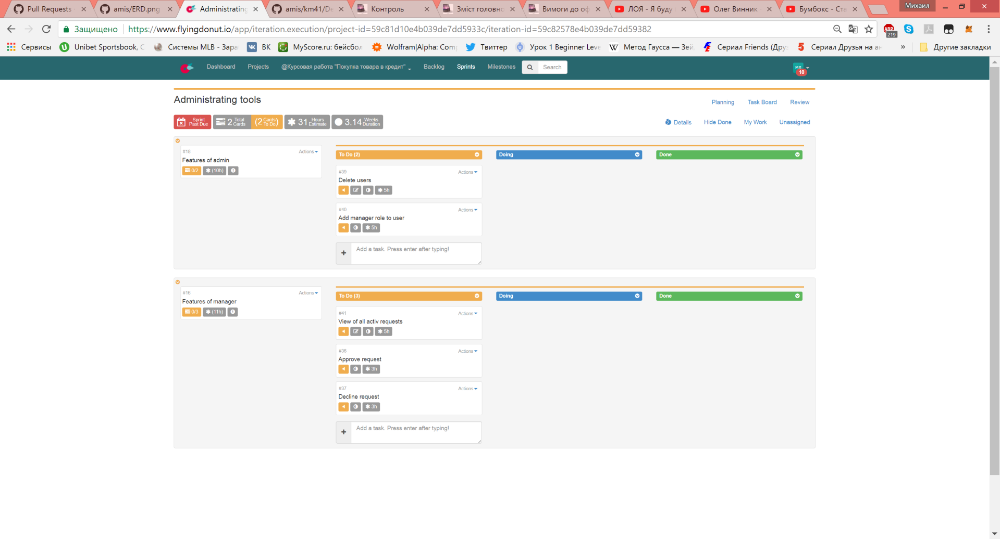 Pull Requests
amis/ERD.png
Administrating
amis/km41/De
Контроль
Зміст головно
Вимоги до оф
ЛОЯ - Я буду
Олег Винник
Бумбокс - Ста
Михаил
Защищено
https://www.flyingdonut.io/app/iteration.execution/project-id=59c81d10e4b039de7dd5933c/iteration-id=59c82578e4b039de7dd59382
ABP
219
Сервисы
Unibet Sportsbook, C
Системы MLB - Зара
ВК
MyScore.ru: бейсбол
Wolfram|Alpha: Com
Твиттер
Урок 1 Beginner Leve
W
Метод Гаусса — Зей
Сериал Friends (Дру
5
Сериал Друзья на ан
»
Другие закладки
Dashboard
Projects
@Курсовая работа "Покупка товара в кредит"
Backlog
Sprints
Milestones
Search
МЛ
10
Administrating tools
Planning
Task Board
Review
Sprint Past Due
2 Total Cards
(2 Cards To Do)
31 Hours Estimate
3.14 Weeks Duration
Details
Hide Done
My Work
Unassigned
#18
Actions
Features of admin
0/2
(10h)
To Do (2)
Doing
Done
#39
Actions
Delete users
5h
#40
Actions
Add manager role to user
5h
Add a task. Press enter after typing!
#16
Actions
Features of manager
0/3
(11h)
To Do (3)
Doing
Done
#41
Actions
View of all activ requests
5h
#36
Actions
Approve request
3h
#37
Actions
Decline request
3h
Add a task. Press enter after typing!